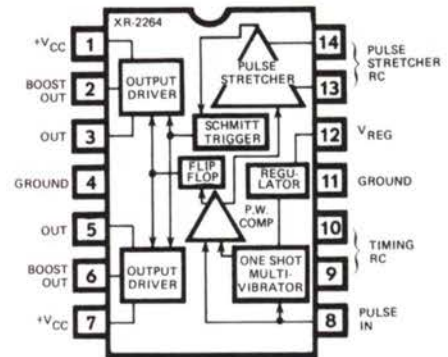 XR-2264
+VCC
1
BOOST
OUT
2
OUT
3
GROUND
4
OUT
5
BOOST
OUT
6
+VCC
7
OUTPUT
DRIVER
OUTPUT
DRIVER
PULSE
STRETCHER
SCHMITT
TRIGGER
FLIP
FLOP
REGU-
LATOR
P.W.
COMP
ONE SHOT
MULTI-
VIBRATOR
14
13
PULSE
STRETCHER
RC
12
VREG
11
GROUND
10
9
TIMING
RC
8
PULSE
IN